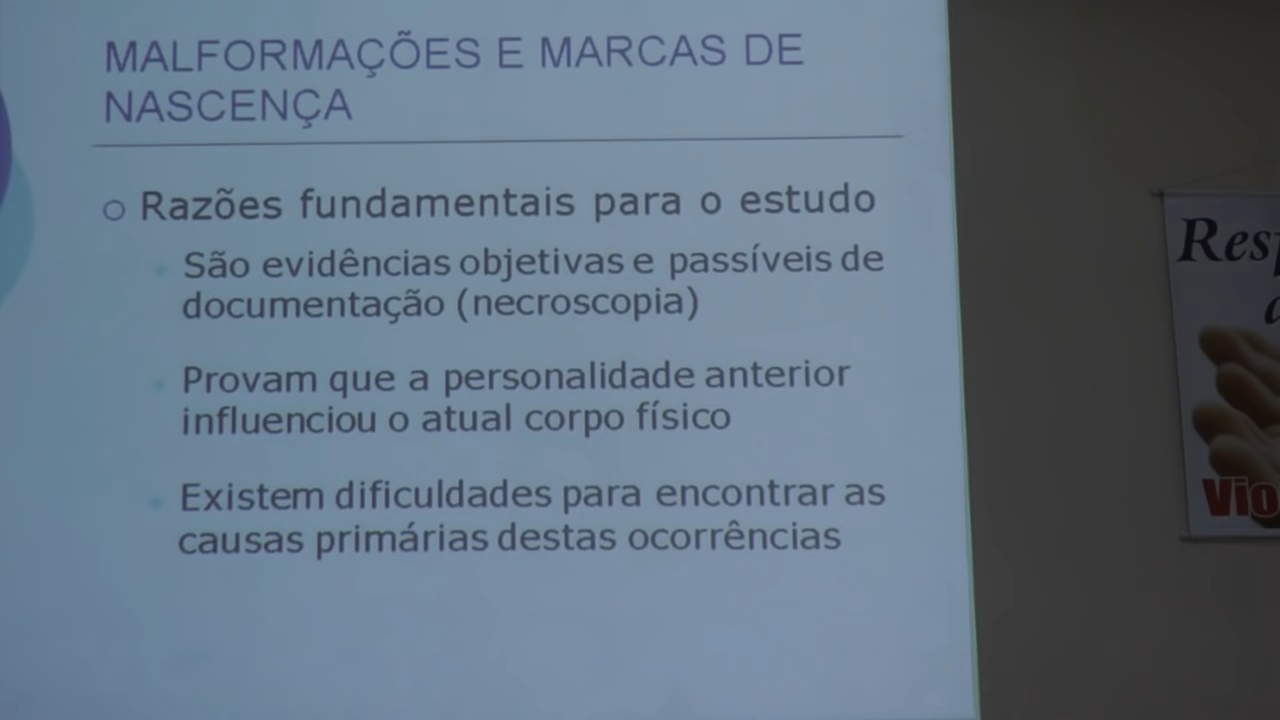 MALFORMAÇÕES E MARCAS DE
NASCENÇA
Razões fundamentais para o estudo
São evidências objetivas e passíveis de
documentação (necroscopia)
Provam que a personalidade anterior
influenciou o atual corpo físico
Existem dificuldades para encontrar as
causas primárias destas ocorrências